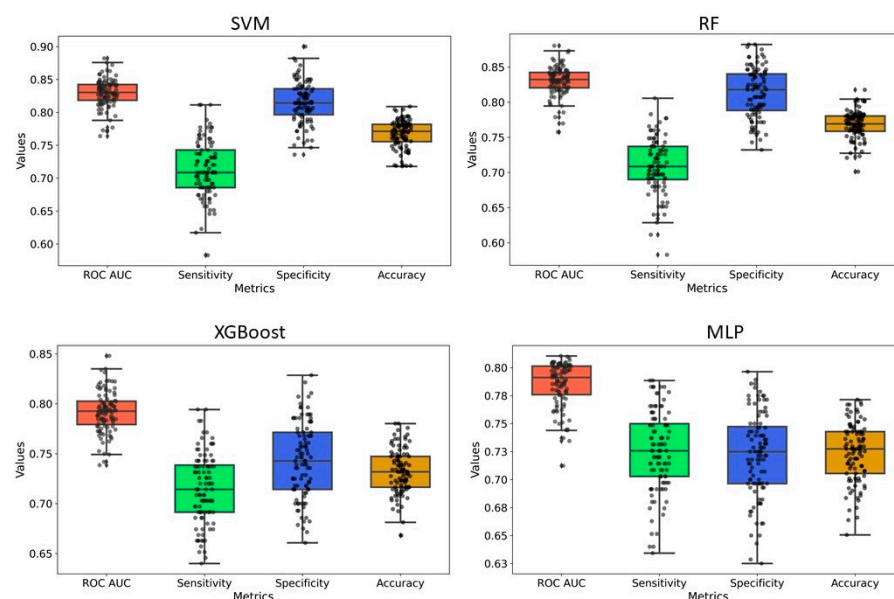 SVM
0.90
0.85
0.80
0.75
0.70
0.65
0.60
Values
ROC AUC Sensitivity Specificity Accuracy
Metrics
RF
0.85
0.80
0.75
0.70
0.65
0.60
Values
ROC AUC Sensitivity Specificity Accuracy
Metrics
XGBoost
0.85
0.80
0.75
0.70
0.65
Values
ROC AUC Sensitivity Specificity Accuracy
Metrics
MLP
0.80
0.78
0.75
0.73
0.70
0.68
0.65
0.63
Values
ROC AUC Sensitivity Specificity Accuracy
Metrics